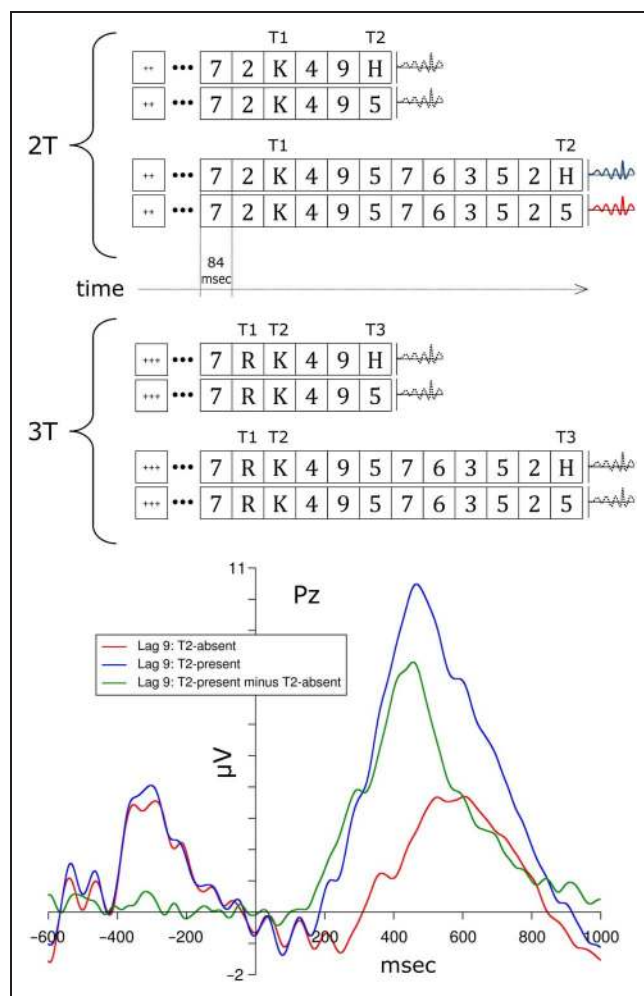 T1 T2
++ ••• 7 2 K 4 9 H
++ ••• 7 2 K 4 9 5
2T
T1 T2
++ ••• 7 2 K 4 9 5 7 6 3 5 2 H
++ ••• 7 2 K 4 9 5 7 6 3 5 2 5
84
msec
time
T1 T2 T3
+++ ••• 7 R K 4 9 H
+++ ••• 7 R K 4 9 5
3T
T1 T2 T3
+++ ••• 7 R K 4 9 5 7 6 3 5 2 H
+++ ••• 7 R K 4 9 5 7 6 3 5 2 5
11
Pz
Lag 9: T2-absent
Lag 9: T2-present
Lag 9: T2-present minus T2-absent
µV
−600 −400 −200 200 400 600 800 1000
msec
−2